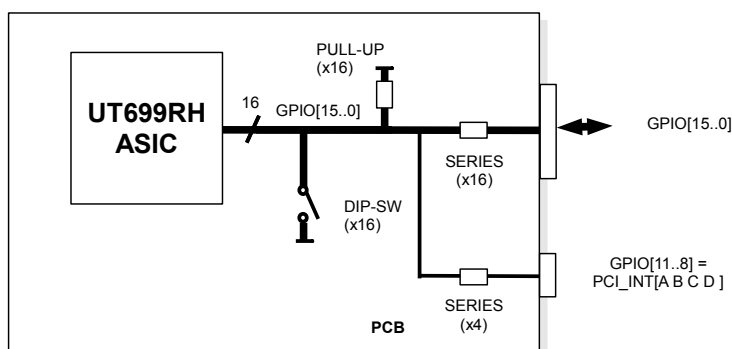 PULL-UP
(x16)
UT699RH
ASIC
16
GPIO[15..0]
GPIO[15..0]
SERIES
(x16)
DIP-SW
(x16)
GPIO[11..8] =
PCI_INT[A B C D ]
SERIES
(x4)
PCB